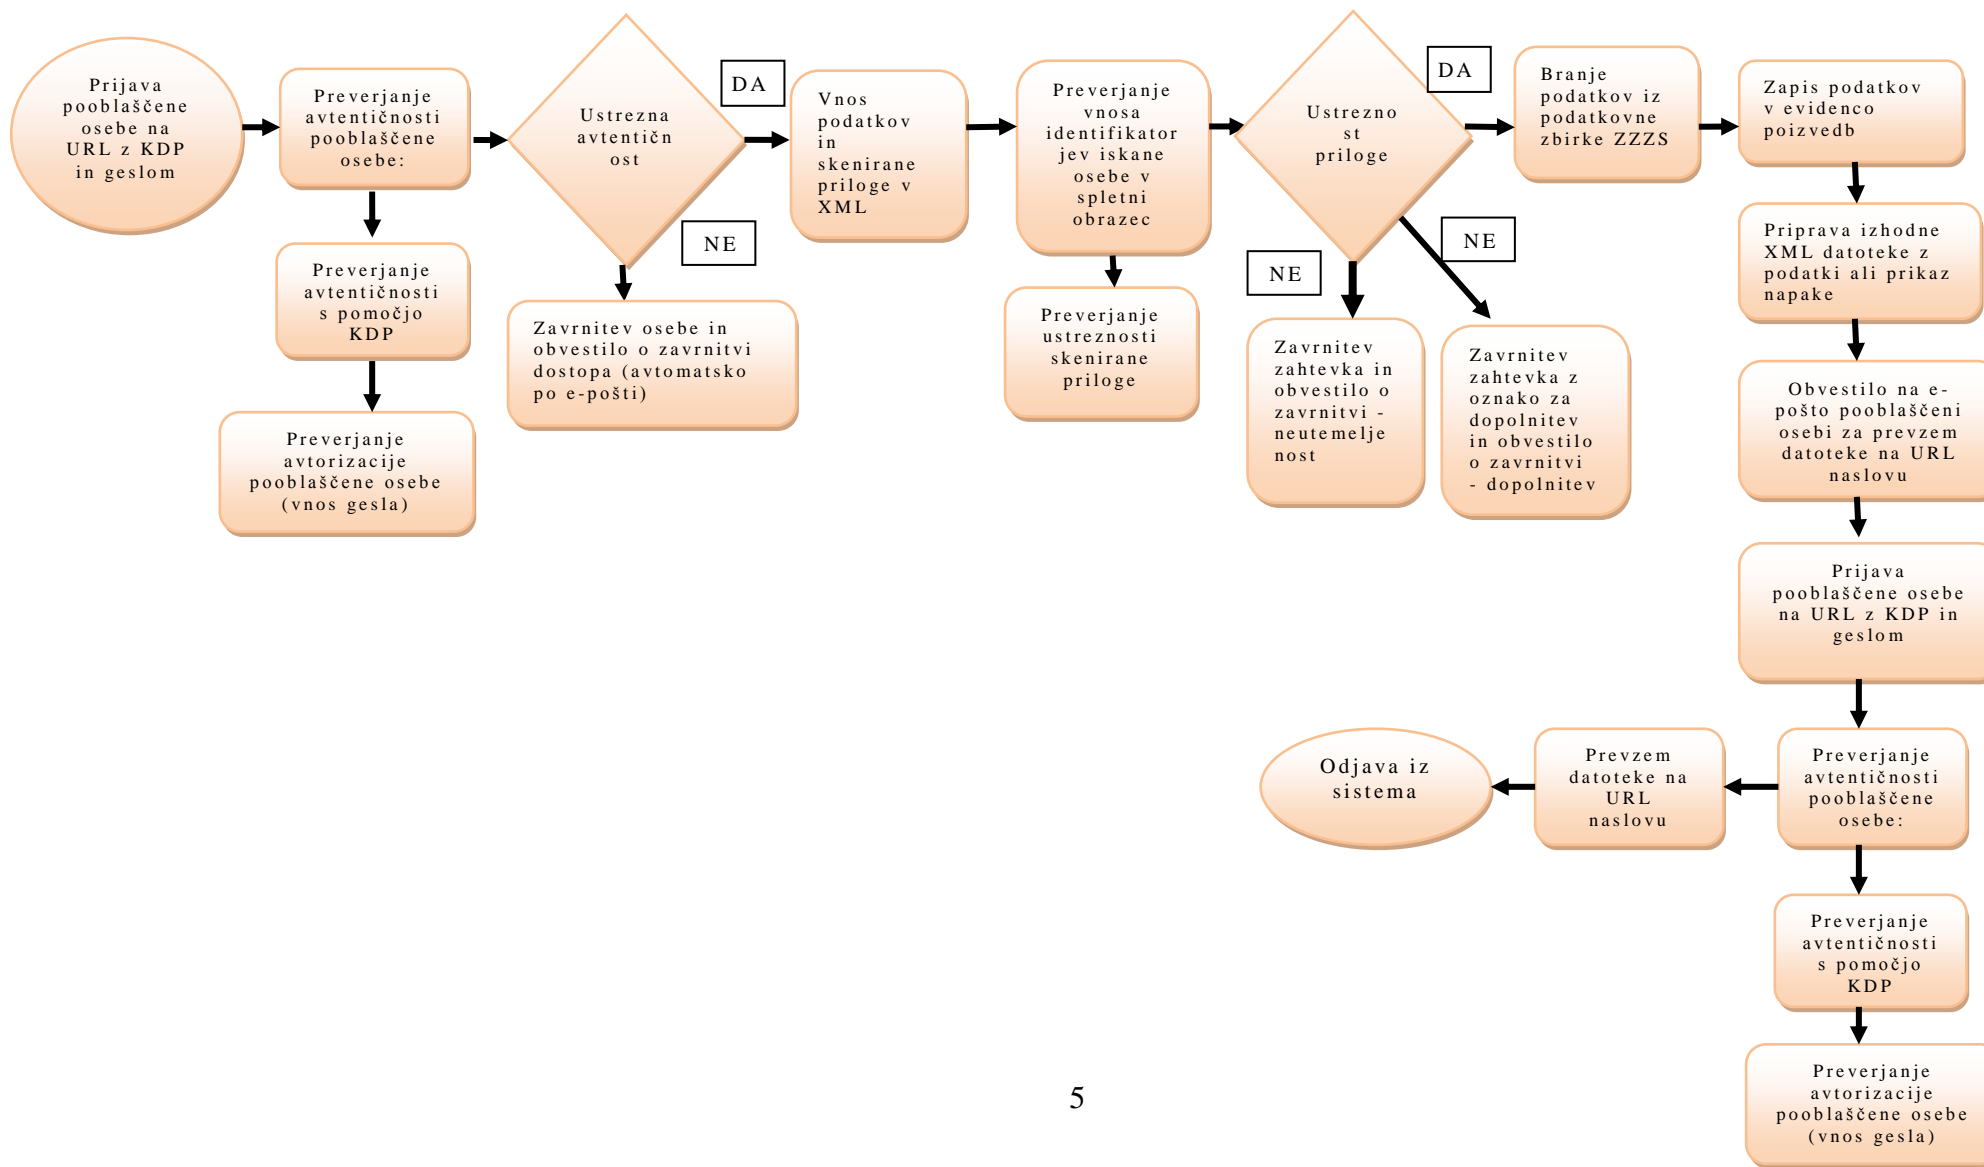 Prijava
pooblaščene
osebe na
URL z KDP
in geslom
Preverjanje
avtentičnosti
pooblaščene
osebe:
Preverjanje
avtentičnosti
s pomočjo
KDP
Preverjanje
avtorizacije
pooblaščene osebe
(vnos gesla)
Ustrezna
avtentičn
ost
DA
NE
Zavrnitev osebe in
obvestilo o zavrnitvi
dostopa (avtomatsko
po e-pošti)
Vnos
podatkov
in
skenirane
priloge v
XML
Preverjanje
vnosa
identifikator
jev iskane
osebe v
spletni
obrazec
Preverjanje
ustreznosti
skenirane
priloge
Ustrezno
st
priloge
DA
NE
NE
Zavrnitev
zahtevka in
obvestilo o
zavrnitvi -
neutemelje
nost
Zavrnitev
zahtevka z
oznako za
dopolnitev
in obvestilo
o zavrnitvi
- dopolnitev
Branje
podatkov iz
podatkovne
zbirke ZZZS
Zapis podatkov
v evidenco
poizvedb
Priprava izhodne
XML datoteke z
podatki ali prikaz
napake
Obvestilo na e-
pošto pooblaščeni
osebi za prevzem
datoteke na URL
naslovu
Prijava
pooblaščene osebe
na URL z KDP in
geslom
Preverjanje
avtentičnosti
pooblaščene
osebe:
Prevzem
datoteke na
URL
naslovu
Odjava iz
sistema
Preverjanje
avtentičnosti
s pomočjo
KDP
Preverjanje
avtorizacije
pooblaščene osebe
(vnos gesla)
5